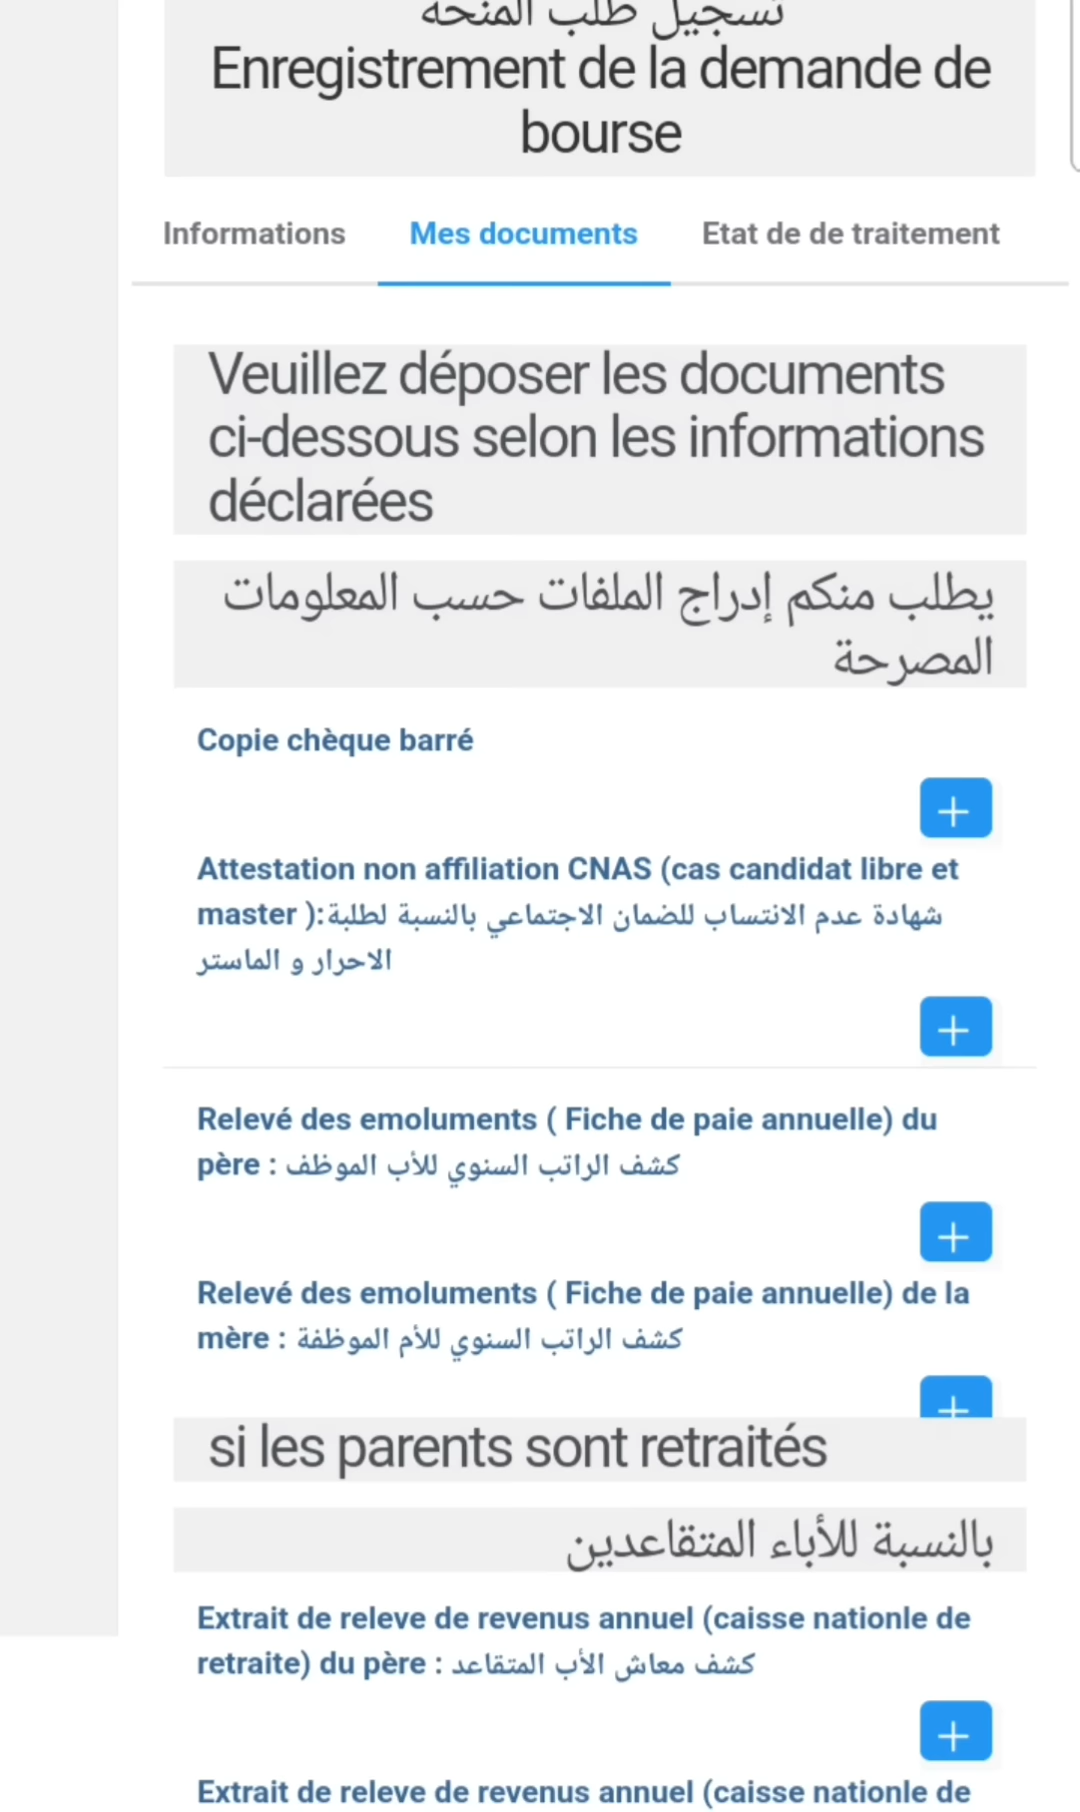 تسجيل طلب المنحة
Enregistrement de la demande de
bourse
Informations
Mes documents
Etat de de traitement
Veuillez déposer les documents
ci-dessous selon les informations
déclarées
يطلب منكم إدراج الملفات حسب المعلومات
المصرحة
Copie chèque barré
+
Attestation non affiliation CNAS (cas candidat libre et
master ):شهادة عدم الانتساب للضمان الاجتماعي بالنسبة لطلبة
الاحرار و الماستر
+
Relevé des emoluments ( Fiche de paie annuelle) du
père : كشف الراتب السنوي للأب الموظف
+
Relevé des emoluments ( Fiche de paie annuelle) de la
mère : كشف الراتب السنوي للأم الموظفة
+
si les parents sont retraités
بالنسبة للأباء المتقاعدين
Extrait de releve de revenus annuel (caisse nationle de
retraite) du père : كشف معاش الأب المتقاعد
+
Extrait de releve de revenus annuel (caisse nationle de